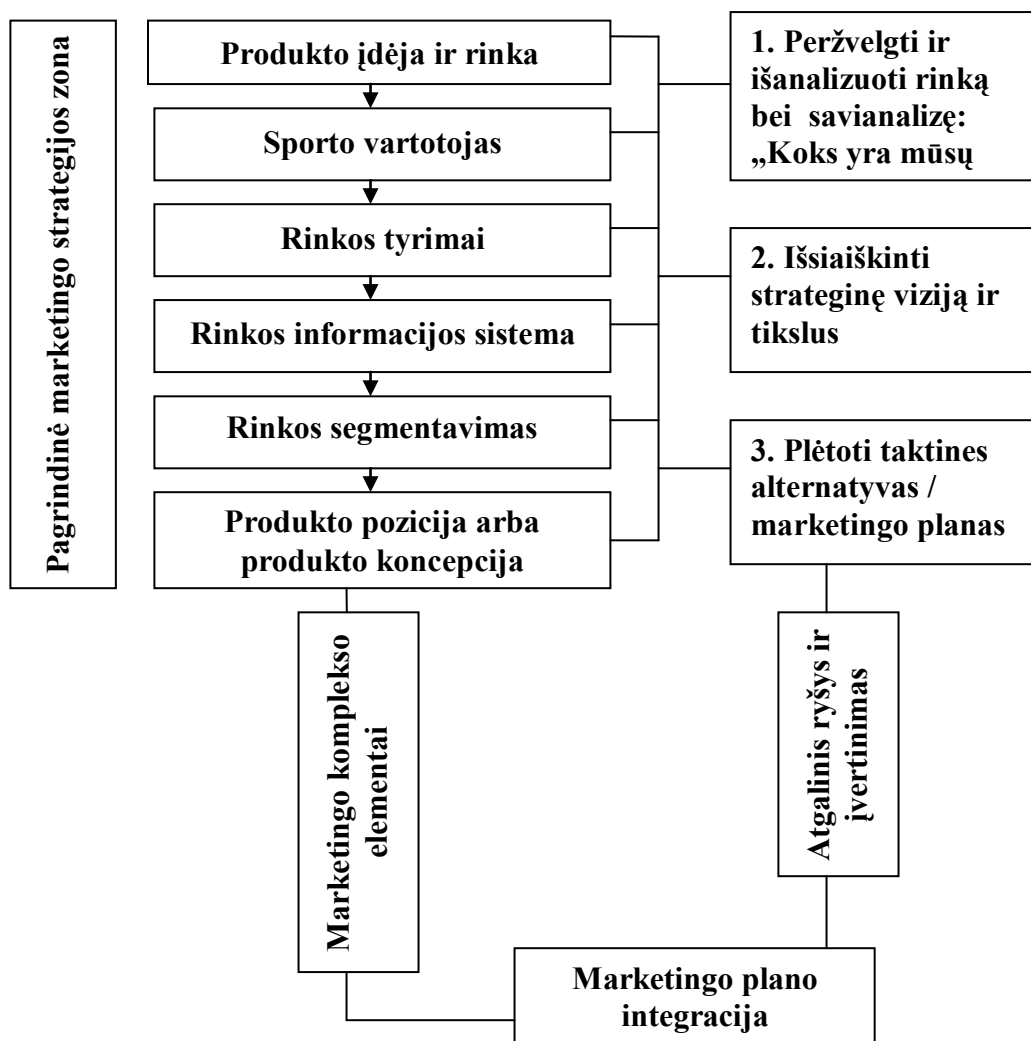 Pagrindinė marketingo strategijos zona
Produkto įdėja ir rinka
Sporto vartotojas
Rinkos tyrimai
Rinkos informacijos sistema
Rinkos segmentavimas
Produkto pozicija arba
produkto koncepcija
1. Peržvelgti ir
išanalizuoti rinką
bei savianalizę:
„Koks yra mūsų
2. Išsiaiškinti
strateginę viziją ir
tikslus
3. Plėtoti taktines
alternatyvas /
marketingo planas
Marketingo komplekso
elementai
Atgalinis ryšys ir
įvertinimas
Marketingo plano
integracija